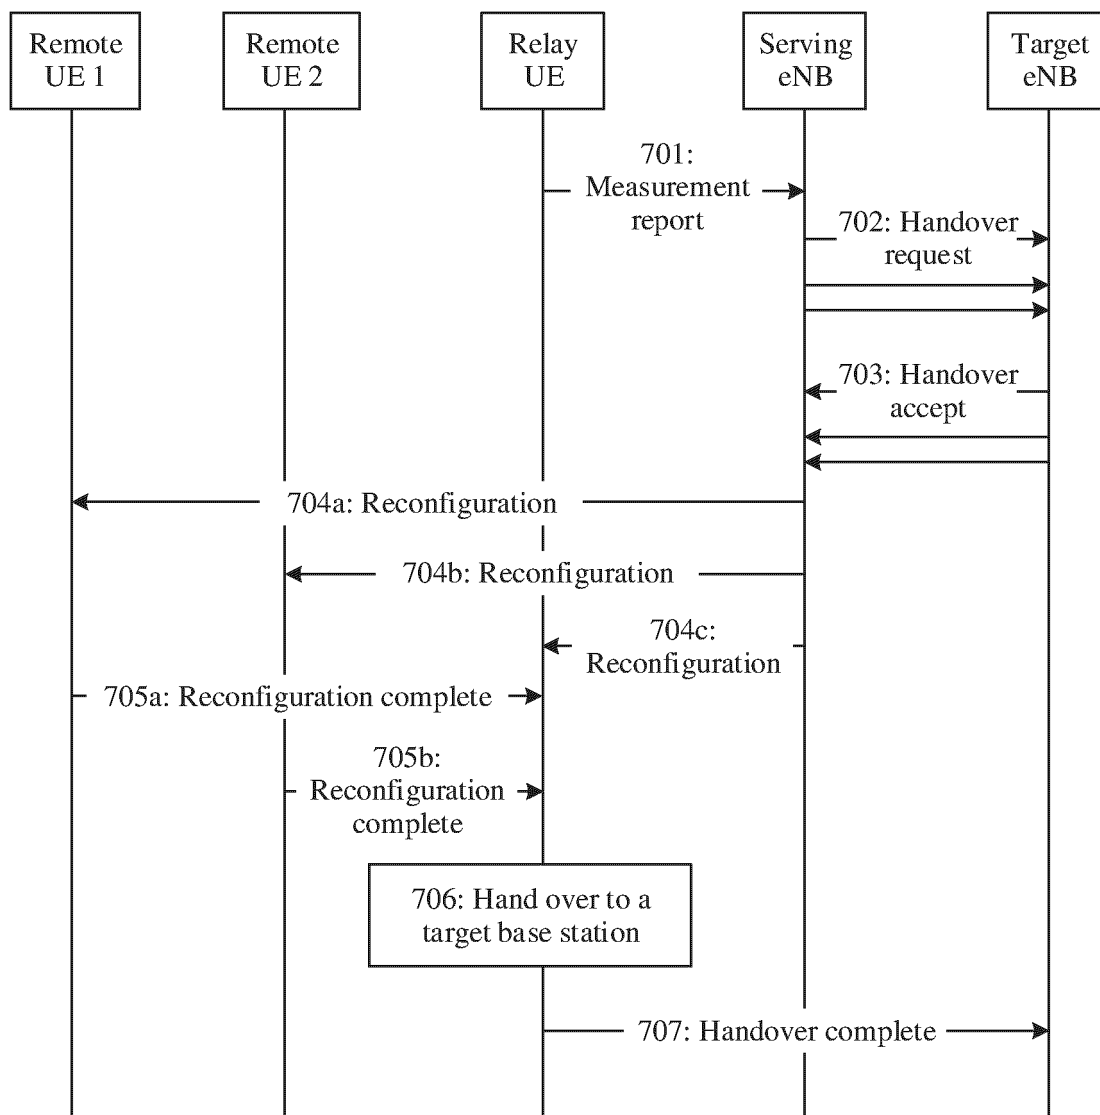 Remote
UE 1
Remote
UE 2
Relay
UE
Serving
eNB
Target
eNB
701:
Measurement
report
702: Handover
request
703: Handover
accept
704a: Reconfiguration
704b: Reconfiguration
704c:
Reconfiguration
705a: Reconfiguration complete
705b:
Reconfiguration
complete
706: Hand over to a
target base station
707: Handover complete